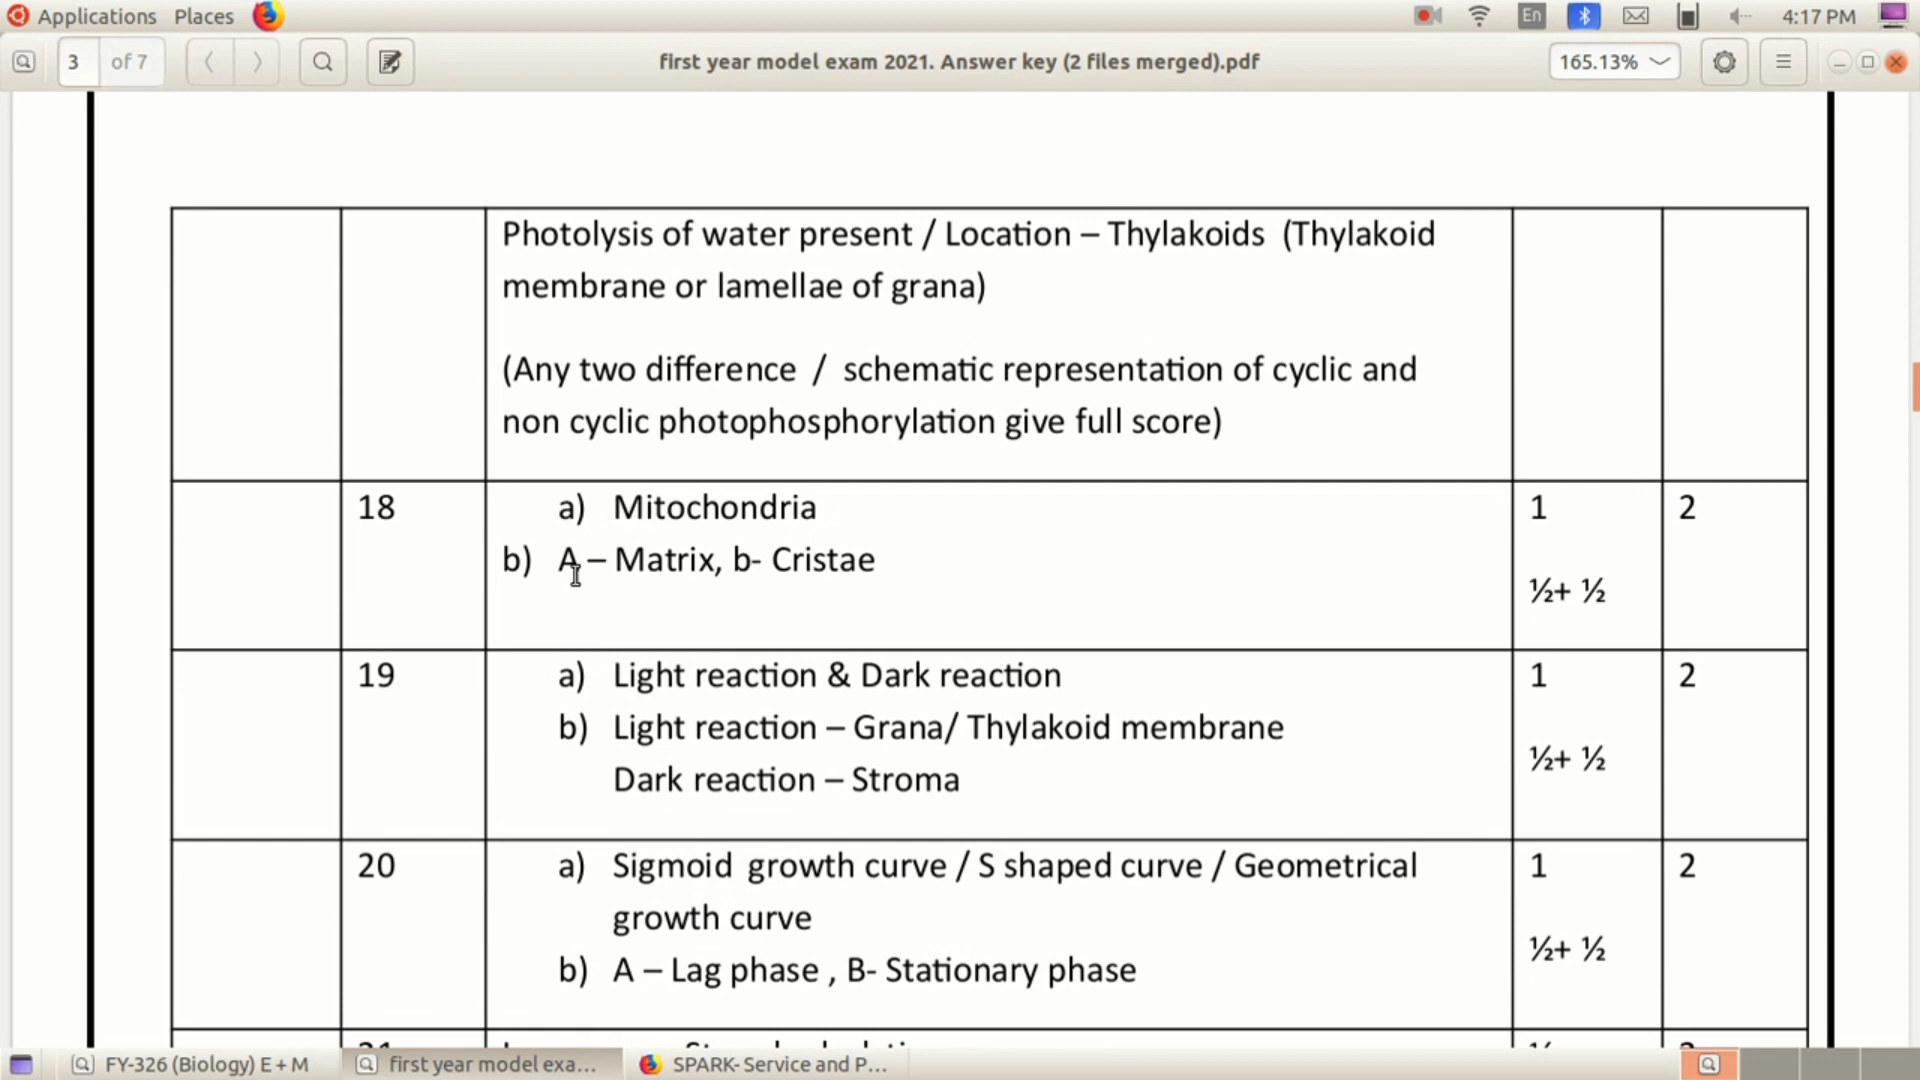 Applications Places En 4:17 PM
3 of 7 first year model exam 2021. Answer key (2 files merged).pdf 165.13%
Photolysis of water present / Location – Thylakoids (Thylakoid
membrane or lamellae of grana)
(Any two difference / schematic representation of cyclic and
non cyclic photophosphorylation give full score)
18 a) Mitochondria 1 2
b) A – Matrix, b- Cristae
½+ ½
19 a) Light reaction & Dark reaction 1 2
b) Light reaction – Grana/ Thylakoid membrane
½+ ½
Dark reaction – Stroma
20 a) Sigmoid growth curve / S shaped curve / Geometrical 1 2
growth curve
½+ ½
b) A – Lag phase , B- Stationary phase
FY-326 (Biology) E + M first year model exa... SPARK- Service and P...